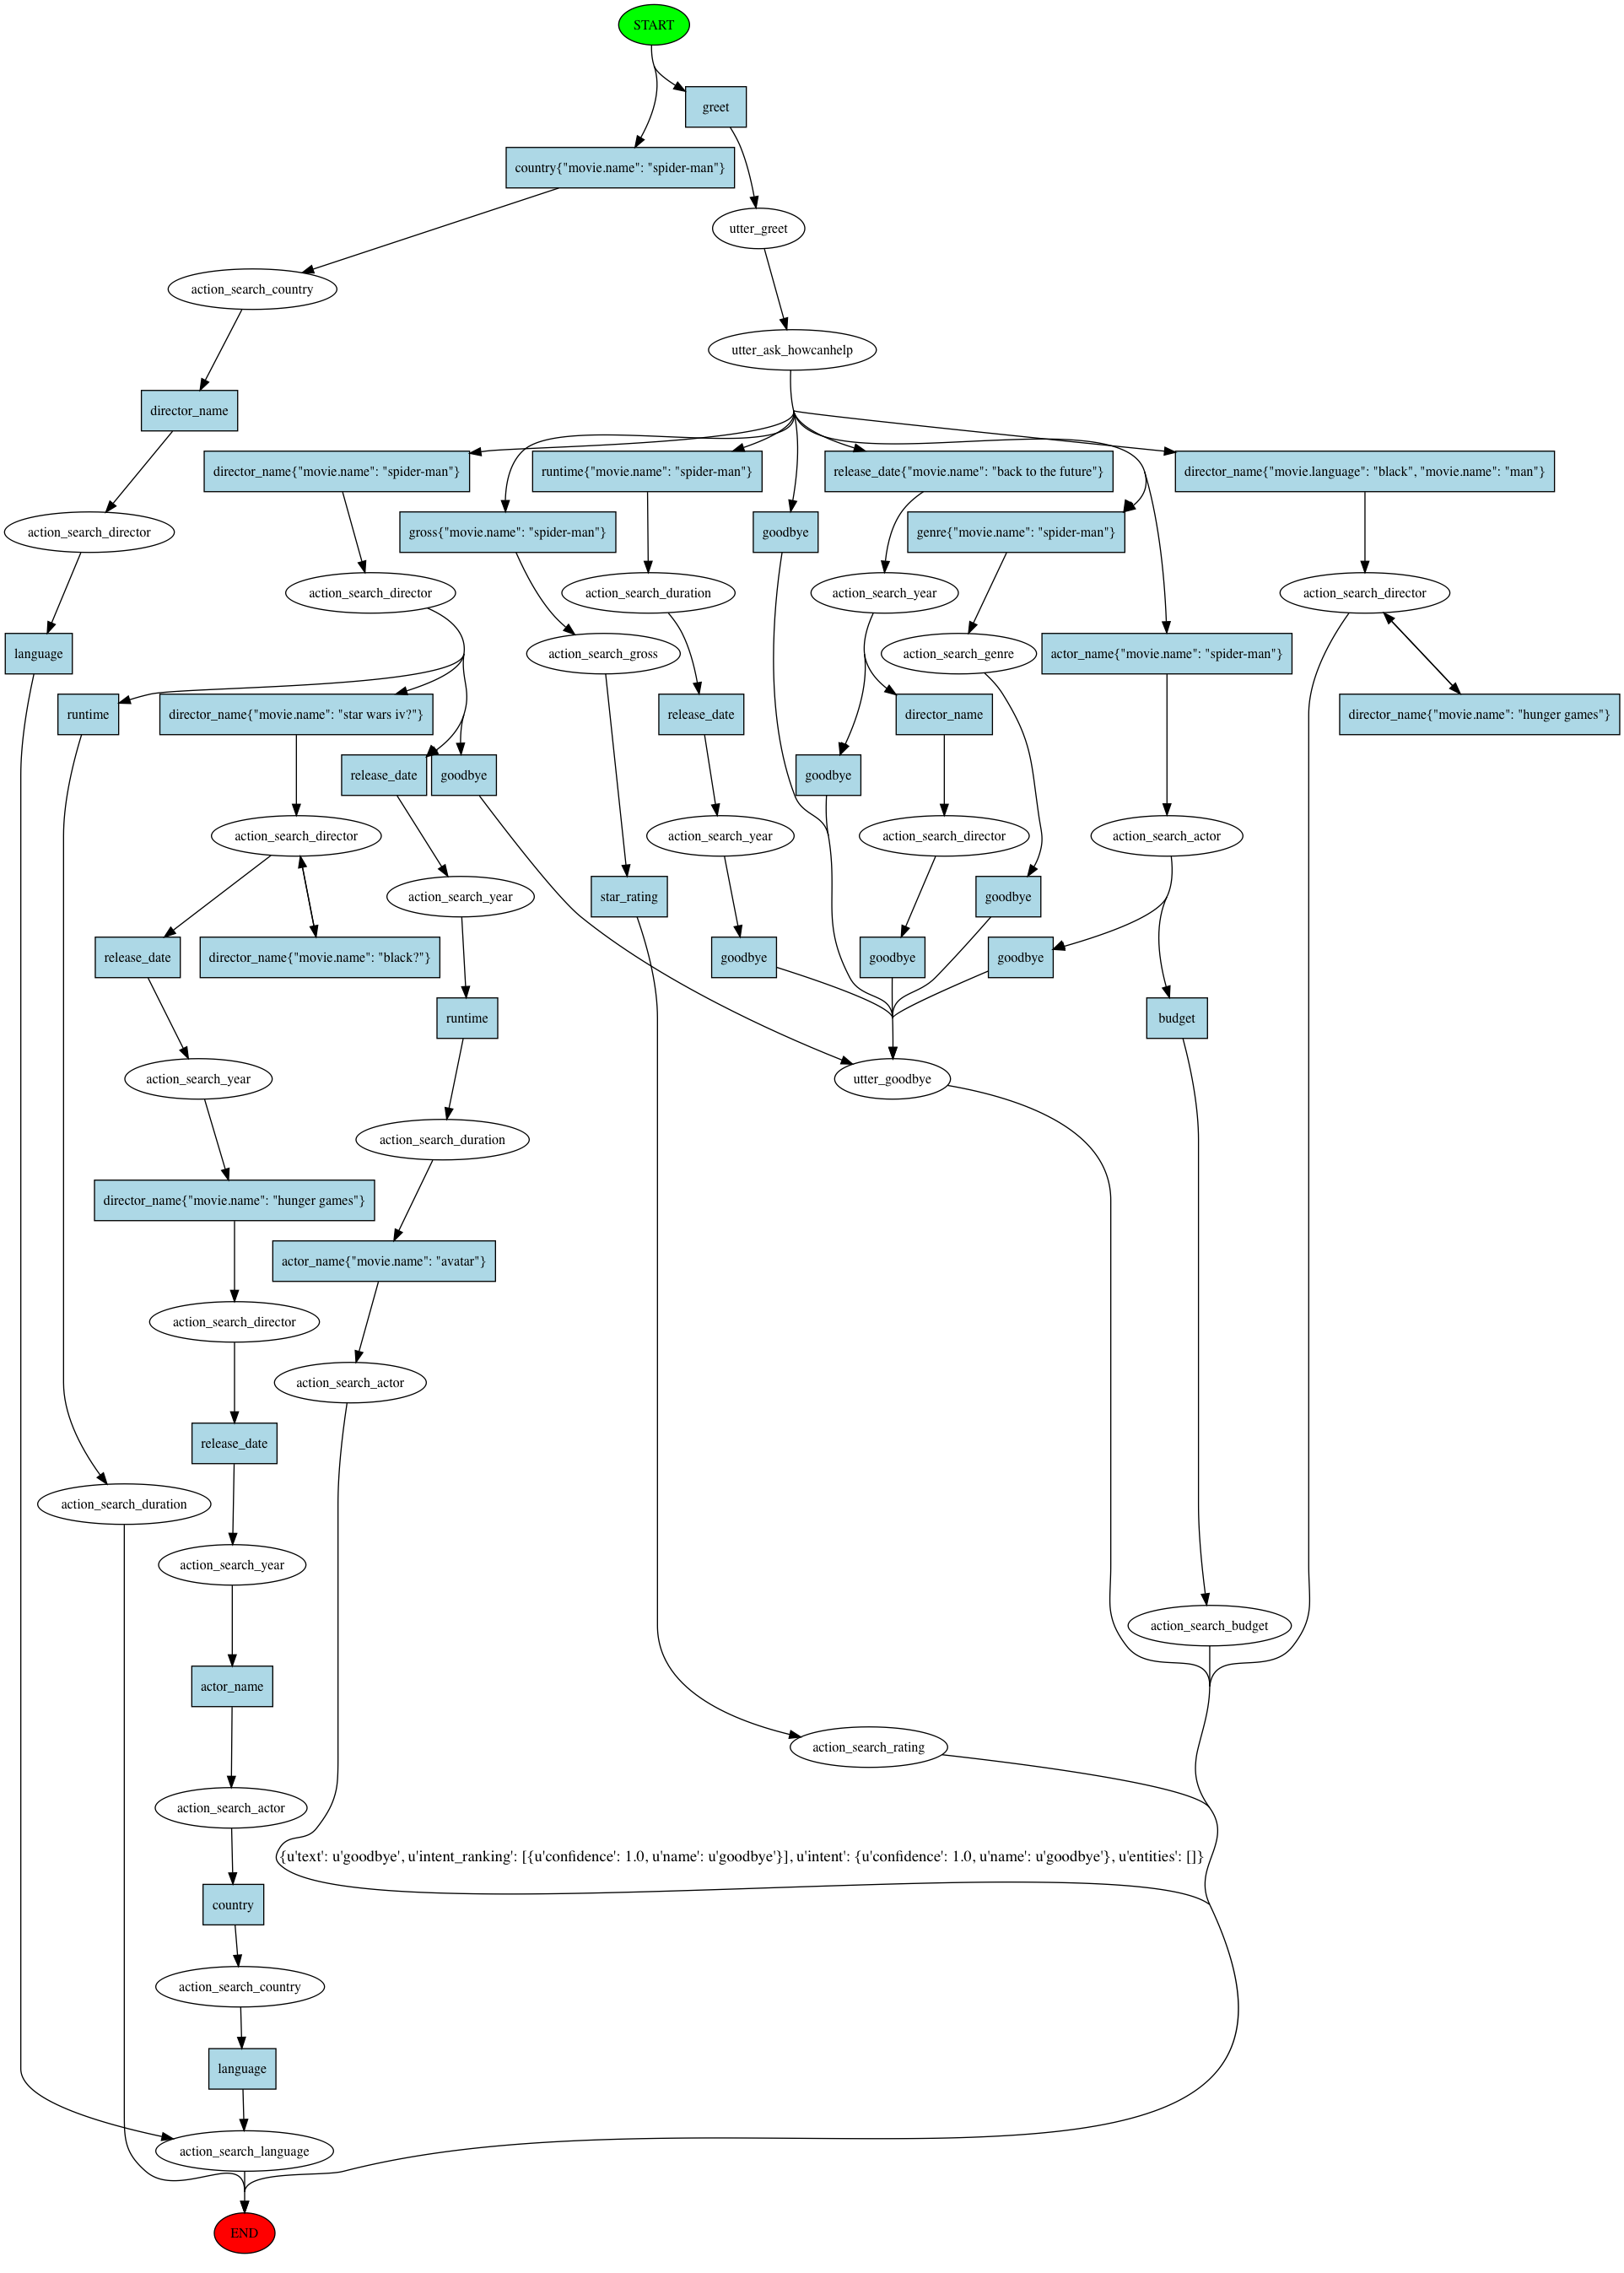 START
greet
country{"movie.name": "spider-man"}
utter_greet
action_search_country
utter_ask_howcanhelp
director_name
director_name{"movie.name": "spider-man"}
runtime{"movie.name": "spider-man"}
release_date{"movie.name": "back to the future"}
director_name{"movie.language": "black", "movie.name": "man"}
action_search_director
gross{"movie.name": "spider-man"}
goodbye
genre{"movie.name": "spider-man"}
action_search_director
action_search_duration
action_search_year
action_search_director
language
action_search_gross
action_search_genre
actor_name{"movie.name": "spider-man"}
runtime
director_name{"movie.name": "star wars iv?"}
release_date
director_name
director_name{"movie.name": "hunger games"}
release_date
goodbye
goodbye
action_search_director
action_search_year
action_search_director
action_search_actor
action_search_year
star_rating
goodbye
release_date
director_name{"movie.name": "black?"}
goodbye
goodbye
goodbye
runtime
budget
action_search_year
utter_goodbye
action_search_duration
director_name{"movie.name": "hunger games"}
actor_name{"movie.name": "avatar"}
action_search_director
action_search_actor
release_date
action_search_duration
action_search_year
action_search_budget
actor_name
action_search_rating
action_search_actor
{u'text': u'goodbye', u'intent_ranking': [{u'confidence': 1.0, u'name': u'goodbye'}], u'intent': {u'confidence': 1.0, u'name': u'goodbye'}, u'entities': []}
country
action_search_country
language
action_search_language
END